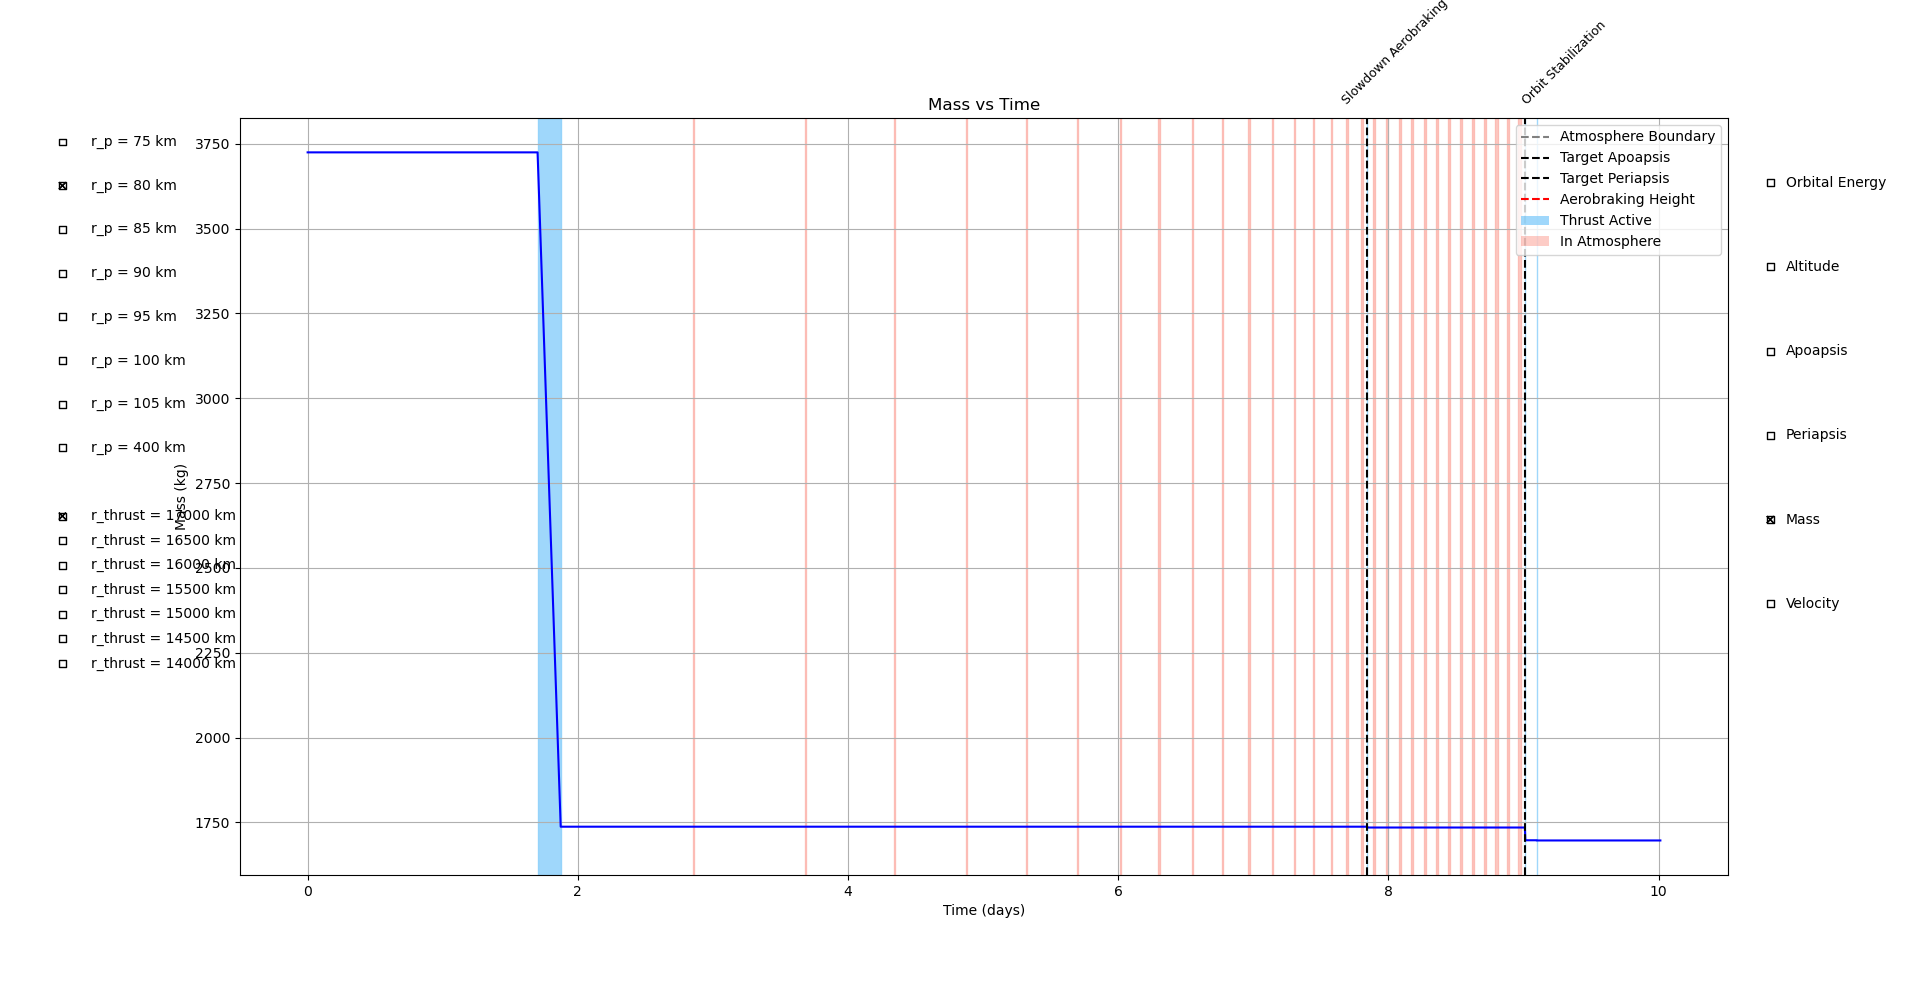 Slowdown Aerobraking
Orbit Stabilization
Mass vs Time
r_p = 75 km
r_p = 80 km
r_p = 85 km
r_p = 90 km
r_p = 95 km
r_p = 100 km
r_p = 105 km
r_p = 400 km
r_thrust = 17000 km
r_thrust = 16500 km
r_thrust = 16000 km
r_thrust = 15500 km
r_thrust = 15000 km
r_thrust = 14500 km
r_thrust = 14000 km
Mass (kg)
3750
3500
3250
3000
2750
2500
2250
2000
1750
Atmosphere Boundary
Target Apoapsis
Target Periapsis
Aerobraking Height
Thrust Active
In Atmosphere
0
2
4
6
8
10
Time (days)
Orbital Energy
Altitude
Apoapsis
Periapsis
Mass
Velocity